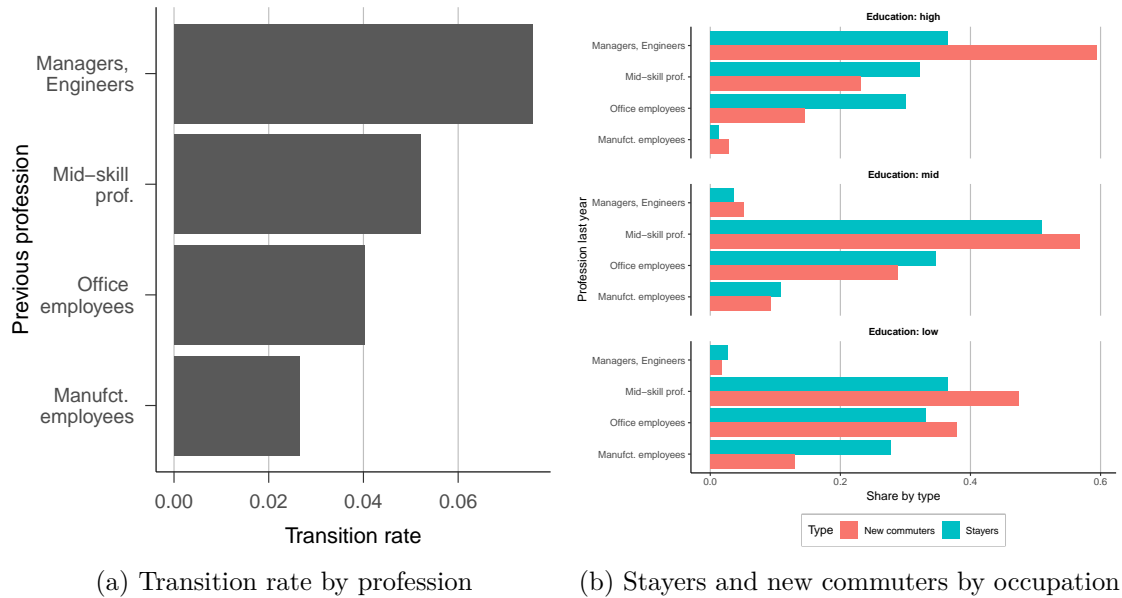 Previous profession
Managers,
Engineers
Mid−skill
prof.
Office
employees
Manufct.
employees
0.00 0.02 0.04 0.06
Transition rate
(a) Transition rate by profession
Profession last year
Education: high
Managers, Engineers
Mid−skill prof.
Office employees
Manufct. employees
Education: mid
Managers, Engineers
Mid−skill prof.
Office employees
Manufct. employees
Education: low
Managers, Engineers
Mid−skill prof.
Office employees
Manufct. employees
0.0 0.2 0.4 0.6
Share by type
Type New commuters Stayers
(b) Stayers and new commuters by occupation